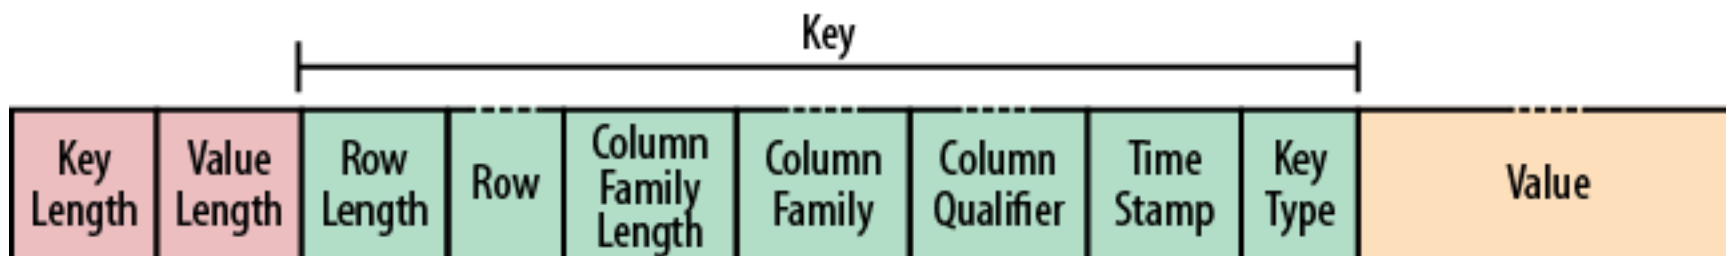 Key
Key
Length
Value
Length
Row
Length
Row
Column
Family
Length
Column
Family
Column
Qualifier
Time
Stamp
Key
Type
Value